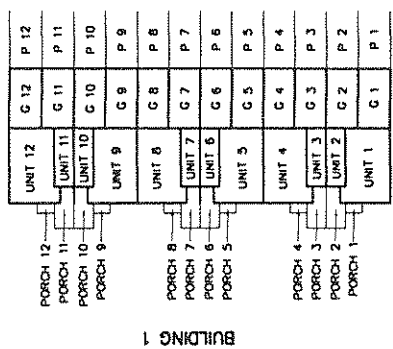 P 12
P 11
P 10
P 9
P 8
P 7
P 6
P 5
P 4
P 3
P 2
P 1
G 12
G 11
G 10
G 9
G 8
G 7
G 6
G 5
G 4
G 3
G 2
G 1
UNIT 12
UNIT 11
UNIT 10
UNIT 9
UNIT 8
UNIT 7
UNIT 6
UNIT 5
UNIT 4
UNIT 3
UNIT 2
UNIT 1
PORCH 12
PORCH 11
PORCH 10
PORCH 9
PORCH 8
PORCH 7
PORCH 6
PORCH 5
PORCH 4
PORCH 3
PORCH 2
PORCH 1
BUILDING 1